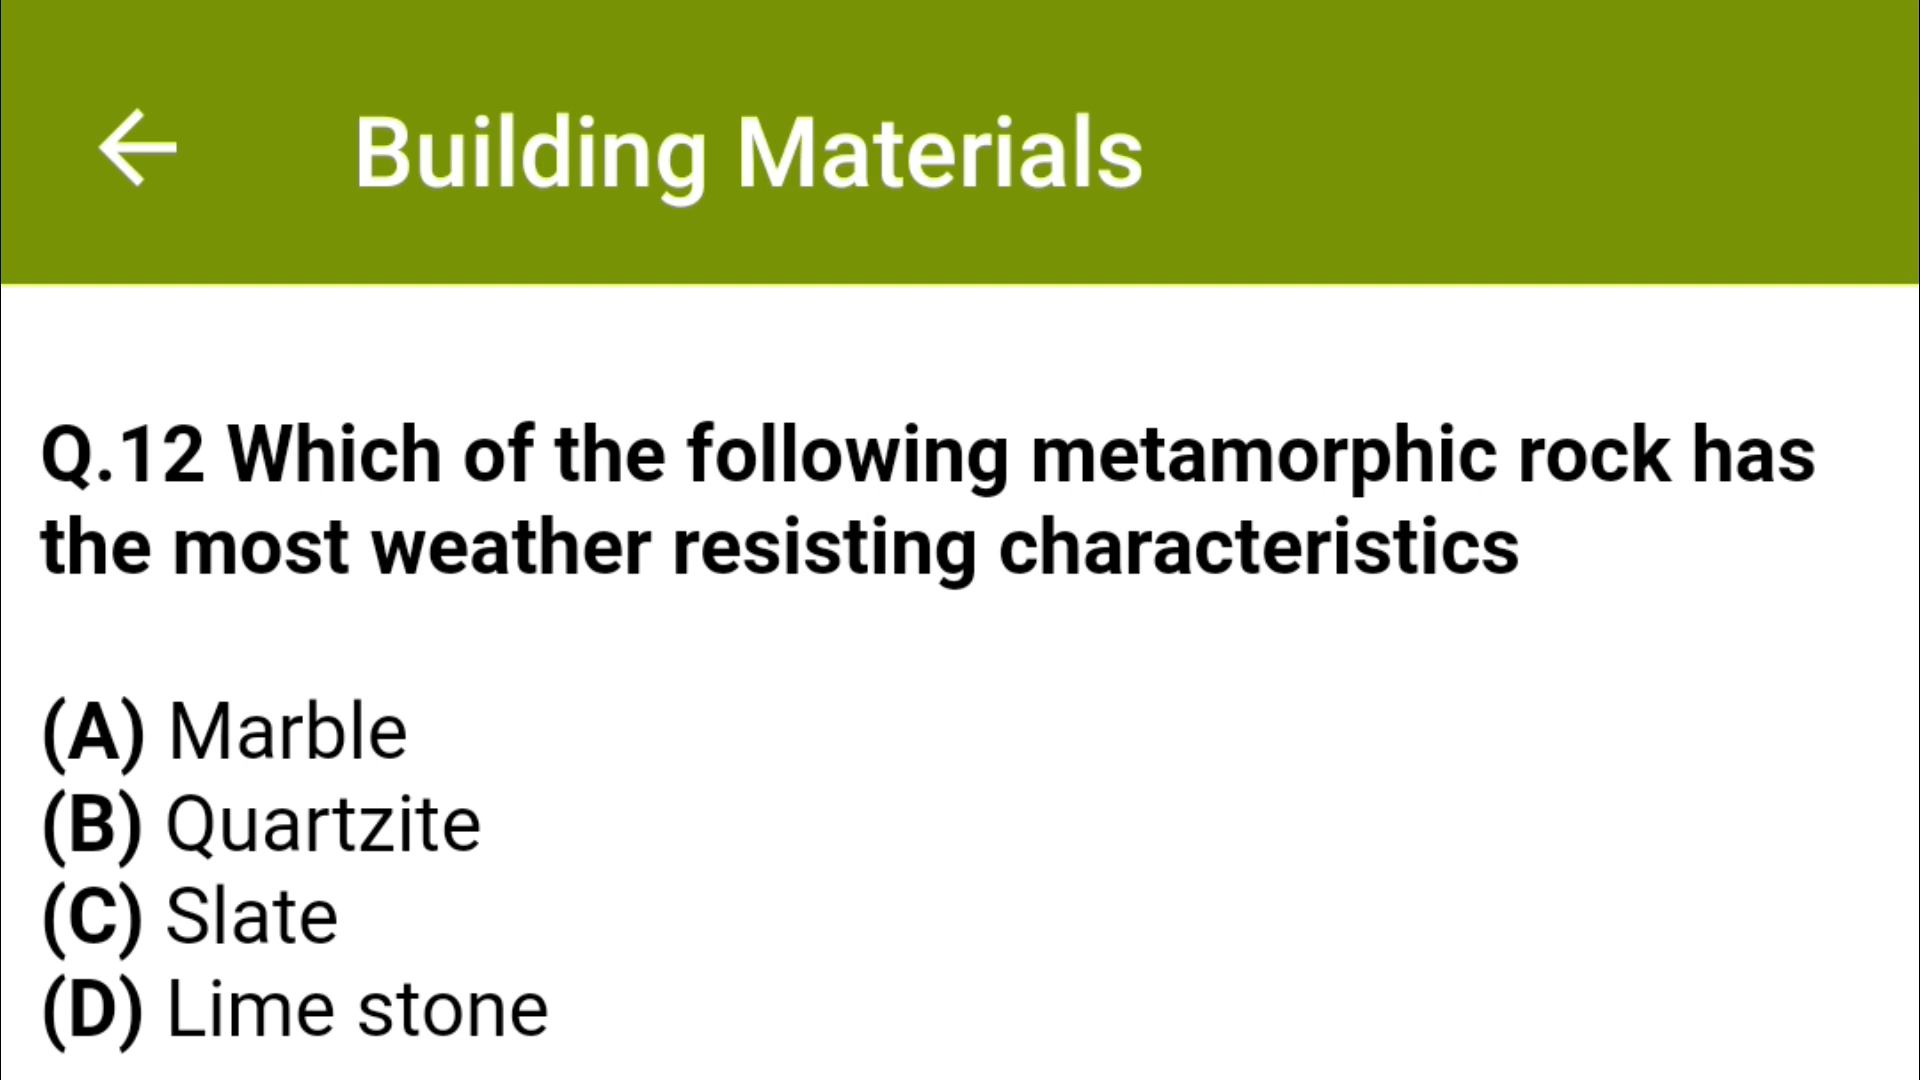 Building Materials
Q.12 Which of the following metamorphic rock has
the most weather resisting characteristics
(A) Marble
(B) Quartzite
(C) Slate
(D) Lime stone